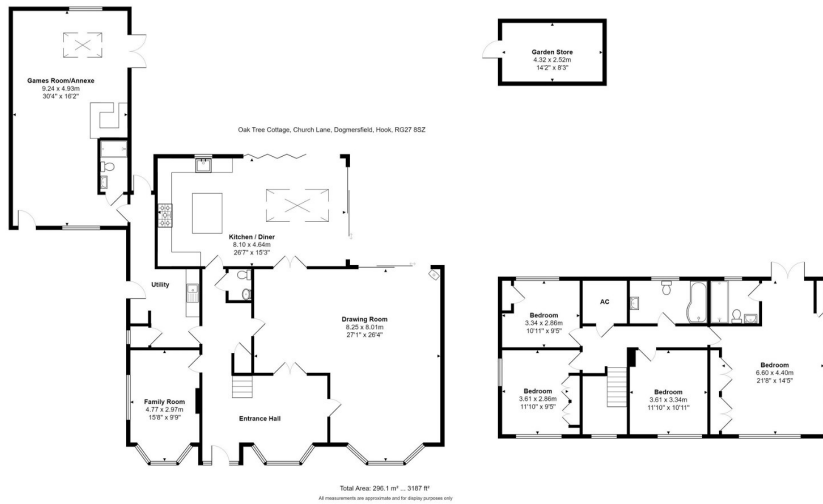 Garden Store
4.32 x 2.52m
14'2" x 8'3"
Games Room/Annexe
9.24 x 4.93m
30'4" x 16'2"
Oak Tree Cottage, Church Lane, Dogmersfield, Hook, RG27 8SZ
Kitchen / Diner
8.10 x 4.64m
26'7" x 15'3"
Utility
Drawing Room
8.25 x 8.01m
27'1" x 26'4"
Family Room
4.77 x 2.97m
15'8" x 9'9"
Entrance Hall
Bedroom
3.34 x 2.86m
10'11" x 9'5"
AC
Bedroom
3.61 x 2.86m
11'10" x 9'5"
Bedroom
3.61 x 3.34m
11'10" x 10'11"
Bedroom
6.60 x 4.40m
21'8" x 14'5"
Total Area: 296.1 m² ... 3187 ft²
All measurements are approximate and for display purposes only